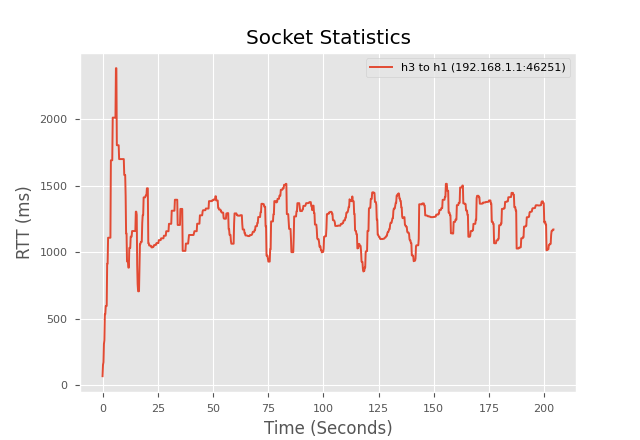 Socket Statistics
h3 to h1 (192.168.1.1:46251)
RTT (ms)
2000
1500
1000
500
0
0 25 50 75 100 125 150 175 200
Time (Seconds)